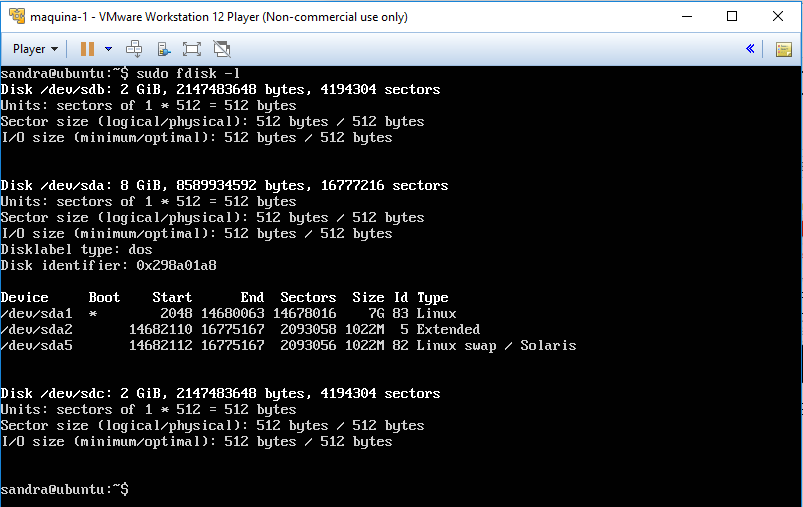 maquina-1 - VMware Workstation 12 Player (Non-commercial use only)
Player
sandra@ubuntu:~$ sudo fdisk -l
Disk /dev/sdb: 2 GiB, 2147483648 bytes, 4194304 sectors
Units: sectors of 1 * 512 = 512 bytes
Sector size (logical/physical): 512 bytes / 512 bytes
I/O size (minimum/optimal): 512 bytes / 512 bytes
Disk /dev/sda: 8 GiB, 8589934592 bytes, 16777216 sectors
Units: sectors of 1 * 512 = 512 bytes
Sector size (logical/physical): 512 bytes / 512 bytes
I/O size (minimum/optimal): 512 bytes / 512 bytes
Disklabel type: dos
Disk identifier: 0x298a01a8
Device     Boot    Start      End  Sectors  Size Id Type
/dev/sda1  *        2048 14680063 14678016    7G 83 Linux
/dev/sda2       14682110 16775167  2093058 1022M  5 Extended
/dev/sda5       14682112 16775167  2093056 1022M 82 Linux swap / Solaris
Disk /dev/sdc: 2 GiB, 2147483648 bytes, 4194304 sectors
Units: sectors of 1 * 512 = 512 bytes
Sector size (logical/physical): 512 bytes / 512 bytes
I/O size (minimum/optimal): 512 bytes / 512 bytes
sandra@ubuntu:~$